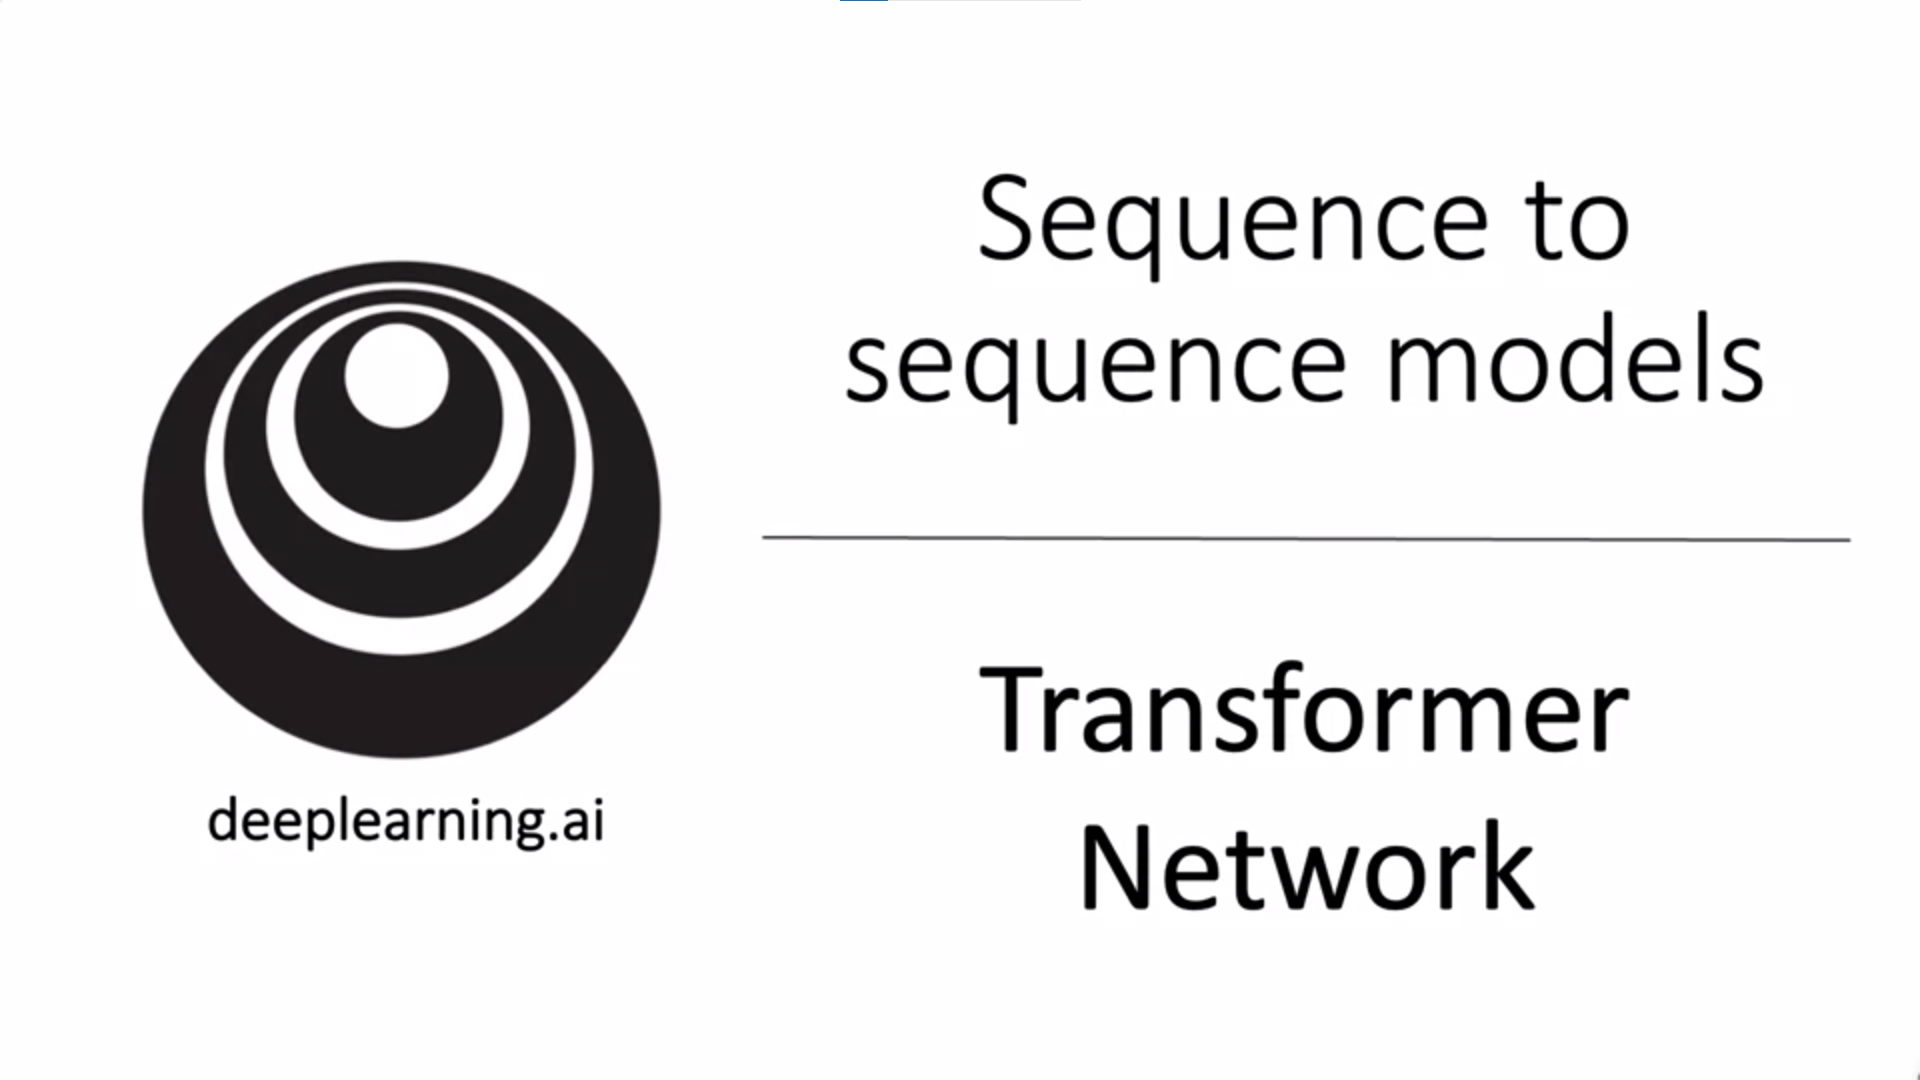 Sequence to
sequence models
Transformer
Network
deeplearning.ai